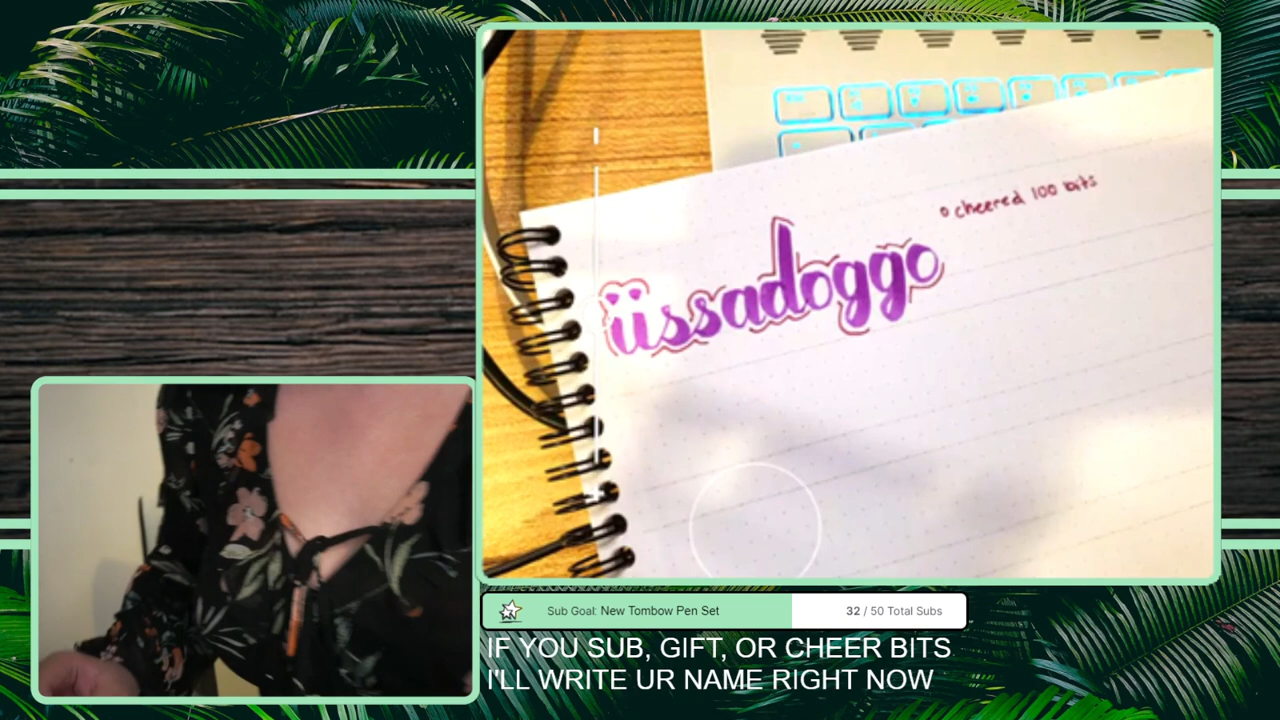 o cheered 100 bits
iissadoggo
Sub Goal: New Tombow Pen Set
32 / 50 Total Subs
IF YOU SUB, GIFT, OR CHEER BITS
I'LL WRITE UR NAME RIGHT NOW